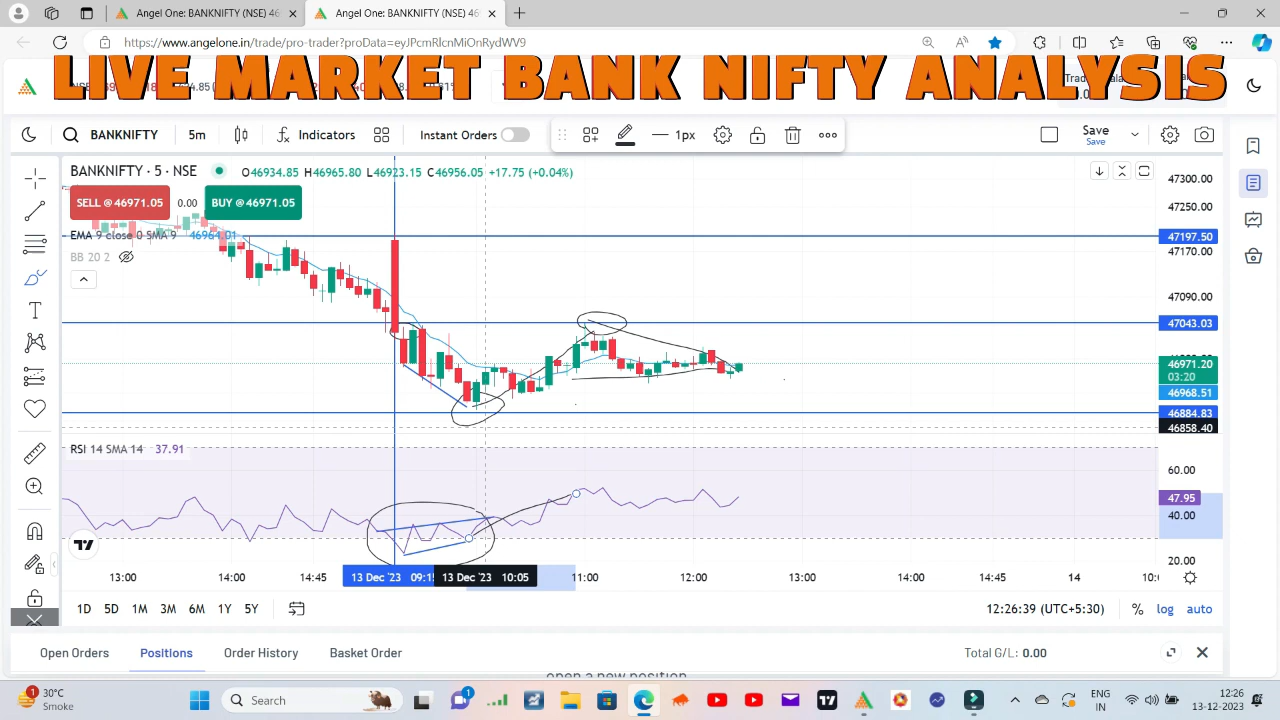 Angel One: BANKNIFTY (NSE) 46
Angel One: BANKNIFTY (NSE) 46
https://www.angelone.in/trade/pro-trader?proData=eyJPcmRlcnMiOnRydWV9
LIVE MARKET BANK NIFTY ANALYSIS
BANKNIFTY 5m Indicators Instant Orders 1px Save
Save
BANKNIFTY · 5 · NSE O46934.85 H46965.80 L46923.15 C46956.05 +17.75 (+0.04%)
SELL @46971.05 0.00 BUY @46971.05
EMA 9 close 0 SMA 9 46964.01
BB 20 2
47300.00
47250.00
47197.50
47170.00
47090.00
47043.03
46971.20
03:20
46968.51
46884.83
46858.40
RSI 14 SMA 14 37.91
60.00
47.95
40.00
20.00
13:00 14:00 14:45 13 Dec '23 13 Dec '23 10:05 11:00 12:00 13:00 14:00 14:45 14
1D 5D 1M 3M 6M 1Y 5Y 12:26:39 (UTC+5:30) % log auto
Open Orders Positions Order History Basket Order Total G/L: 0.00
open a new position
30°C
Smoke
1
Search
1
ENG
IN
12:26
13-12-2023